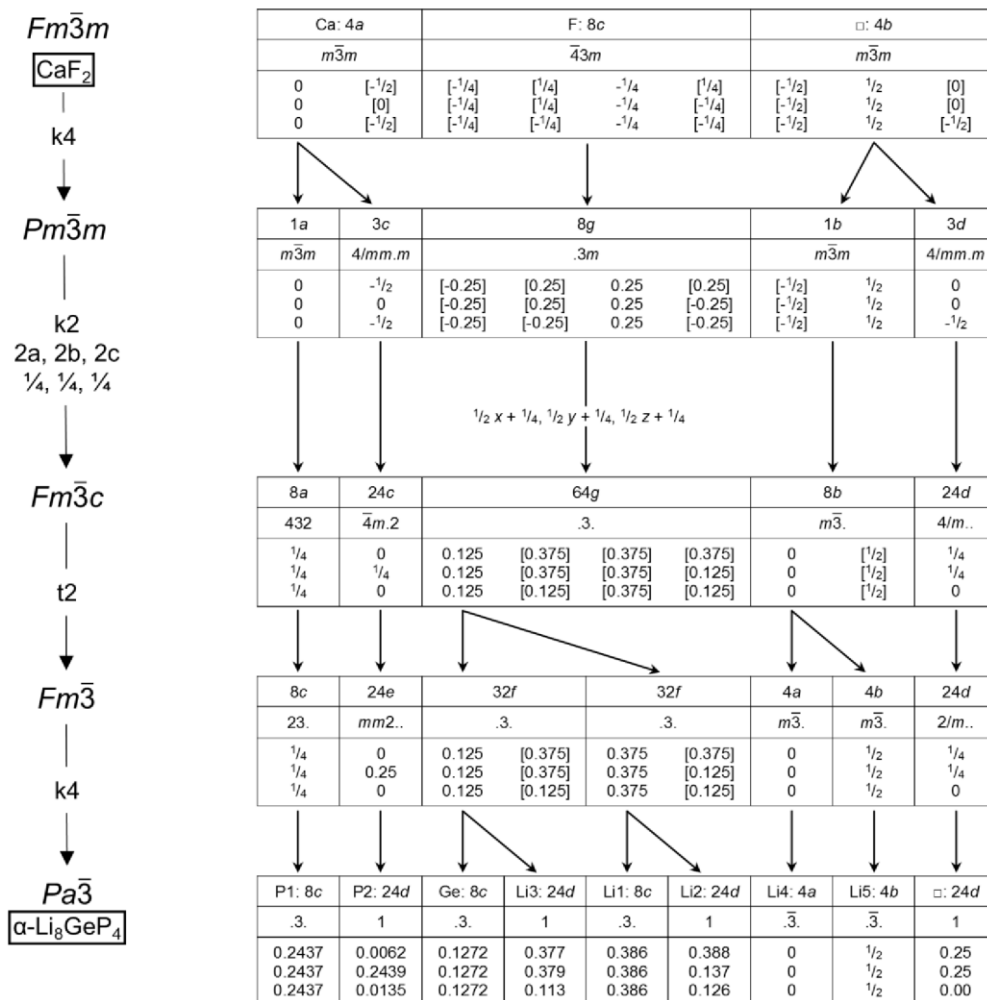 Fm3̅m
CaF₂
k4
Pm3̅m
k2
2a, 2b, 2c
¼, ¼, ¼
Fm3̅c
t2
Fm3̅
k4
Pa3̅
α-Li₈GeP₄
Ca: 4a F: 8c □: 4b
m3̅m 4̅3m m3̅m
0 [-1/2] [-1/4] [1/4] -1/4 [1/4] [-1/2] 1/2 [0]
0 [0] [-1/4] [1/4] -1/4 [-1/4] [-1/2] 1/2 [0]
0 [-1/2] [-1/4] [-1/4] -1/4 [-1/4] [-1/2] 1/2 [-1/2]
1a 3c 8g 1b 3d
m3̅m 4/mm.m .3m m3̅m 4/mm.m
0 -1/2 [-0.25] [0.25] 0.25 [0.25] [-1/2] 1/2 0
0 0 [-0.25] [0.25] 0.25 [-0.25] [-1/2] 1/2 0
0 -1/2 [-0.25] [-0.25] 0.25 [-0.25] [-1/2] 1/2 -1/2
1/2 x + 1/4, 1/2 y + 1/4, 1/2 z + 1/4
8a 24c 64g 8b 24d
432 4̅m.2 .3. m3̅. 4/m..
1/4 0 0.125 [0.375] [0.375] [0.375] 0 [1/2] 1/4
1/4 1/4 0.125 [0.375] [0.375] [0.125] 0 [1/2] 1/4
1/4 0 0.125 [0.125] [0.375] [0.125] 0 [1/2] 0
8c 24e 32f 32f 4a 4b 24d
23. mm2.. .3. .3. m3̅. m3̅. 2/m..
1/4 0 0.125 [0.375] 0.375 [0.375] 0 1/2 1/4
1/4 0.25 0.125 [0.375] 0.375 [0.125] 0 1/2 1/4
1/4 0 0.125 [0.125] 0.375 [0.125] 0 1/2 0
P1: 8c P2: 24d Ge: 8c Li3: 24d Li1: 8c Li2: 24d Li4: 4a Li5: 4b □: 24d
.3. 1 .3. 1 .3. 1 .3̅. .3̅. 1
0.2437 0.0062 0.1272 0.377 0.386 0.388 0 1/2 0.25
0.2437 0.2439 0.1272 0.379 0.386 0.137 0 1/2 0.25
0.2437 0.0135 0.1272 0.113 0.386 0.126 0 1/2 0.00